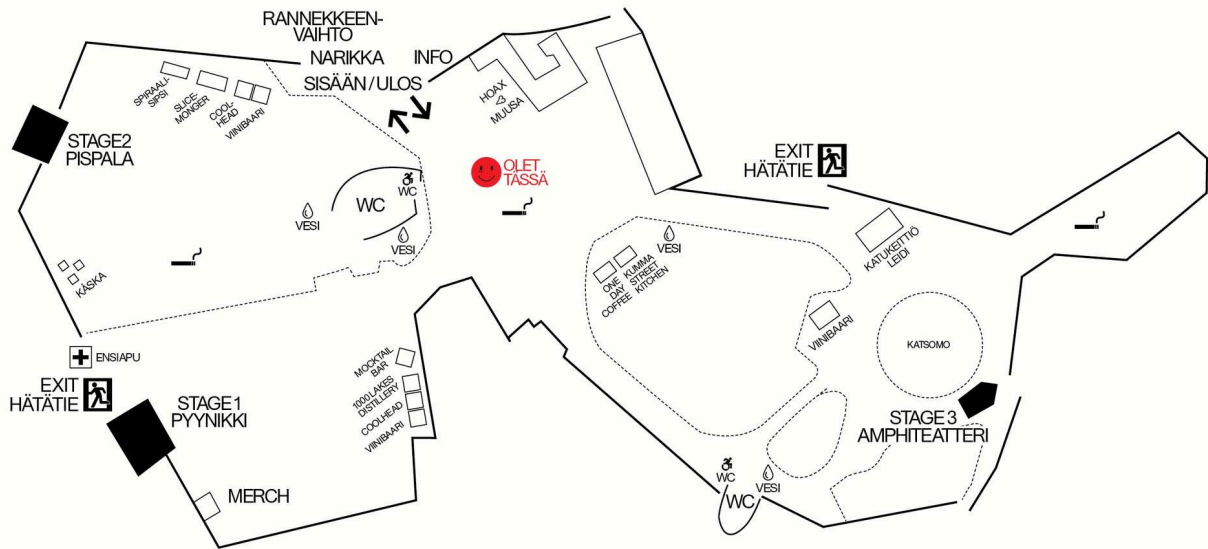 RANNEKKEEN-
VAIHTO
NARIKKA
INFO
SISÄÄN / ULOS
SPIRAALI-
SIPSI
SLICE-
MONGER
COOL-
HEAD
VIINIBAARI
HOAX
<3
MUUSA
STAGE2
PISPALA
OLET
TÄSSÄ
EXIT
HÄTÄTIE
WC
WC
VESI
VESI
VESI
KATUKEITTIÖ
LEIDI
KÄSKA
ONE
DAY
COFFEE
KUMMA
STREET
KITCHEN
VIINIBAARI
KATSOMO
ENSIAPU
EXIT
HÄTÄTIE
MOCKTAIL
BAR
1000 LAKES
DISTILLERY
COOLHEAD
VIINIBAARI
STAGE1
PYYNIKKI
STAGE 3
AMPHITEATTERI
MERCH
WC
WC
VESI